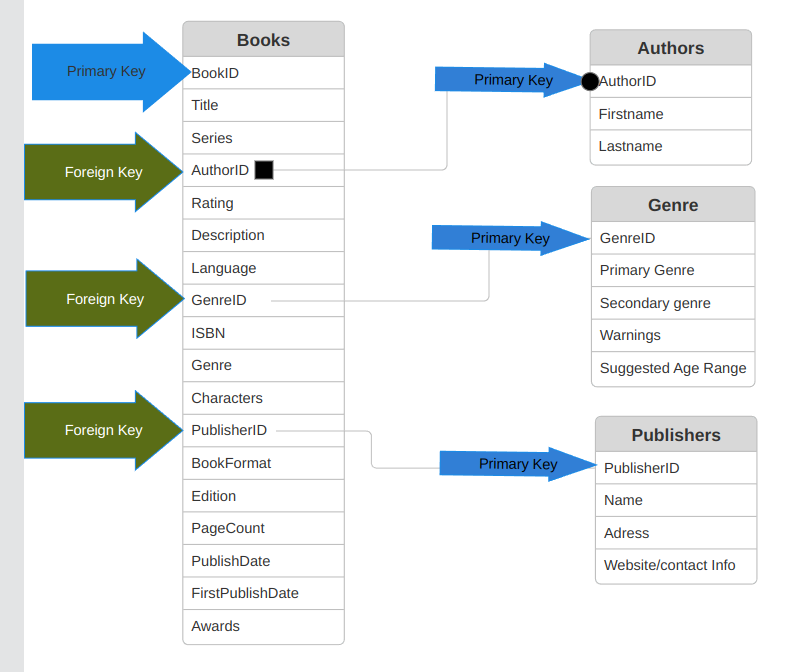 Books
Primary Key
BookID
Title
Series
Foreign Key
AuthorID
Rating
Description
Language
Foreign Key
GenreID
ISBN
Genre
Characters
Foreign Key
PublisherID
BookFormat
Edition
PageCount
PublishDate
FirstPublishDate
Awards
Authors
Primary Key
AuthorID
Firstname
Lastname
Genre
Primary Key
GenreID
Primary Genre
Secondary genre
Warnings
Suggested Age Range
Publishers
Primary Key
PublisherID
Name
Adress
Website/contact Info